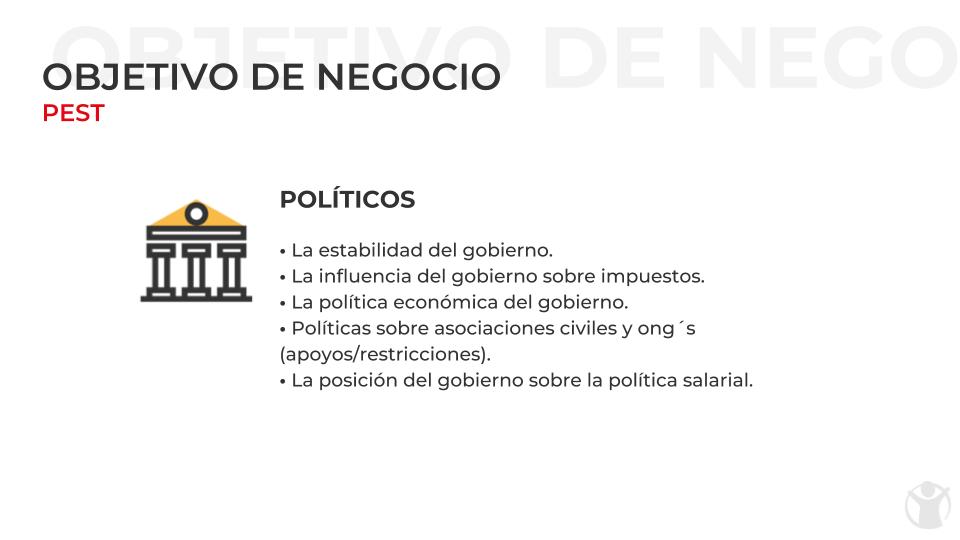 OBJETIVO DE NEGO
OBJETIVO DE NEGOCIO
PEST
POLÍTICOS
• La estabilidad del gobierno.
• La influencia del gobierno sobre impuestos.
• La política económica del gobierno.
• Políticas sobre asociaciones civiles y ong´s
(apoyos/restricciones).
• La posición del gobierno sobre la política salarial.